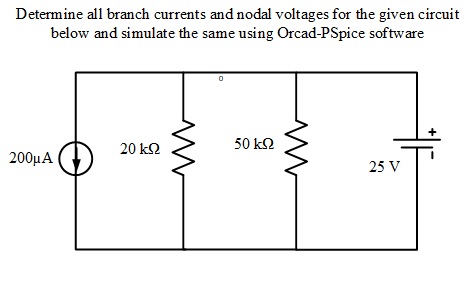 Determine all branch currents and nodal voltages for the given circuit
below and simulate the same using Orcad-PSpice software
0
200µA
20 kΩ
50 kΩ
25 V
+
-